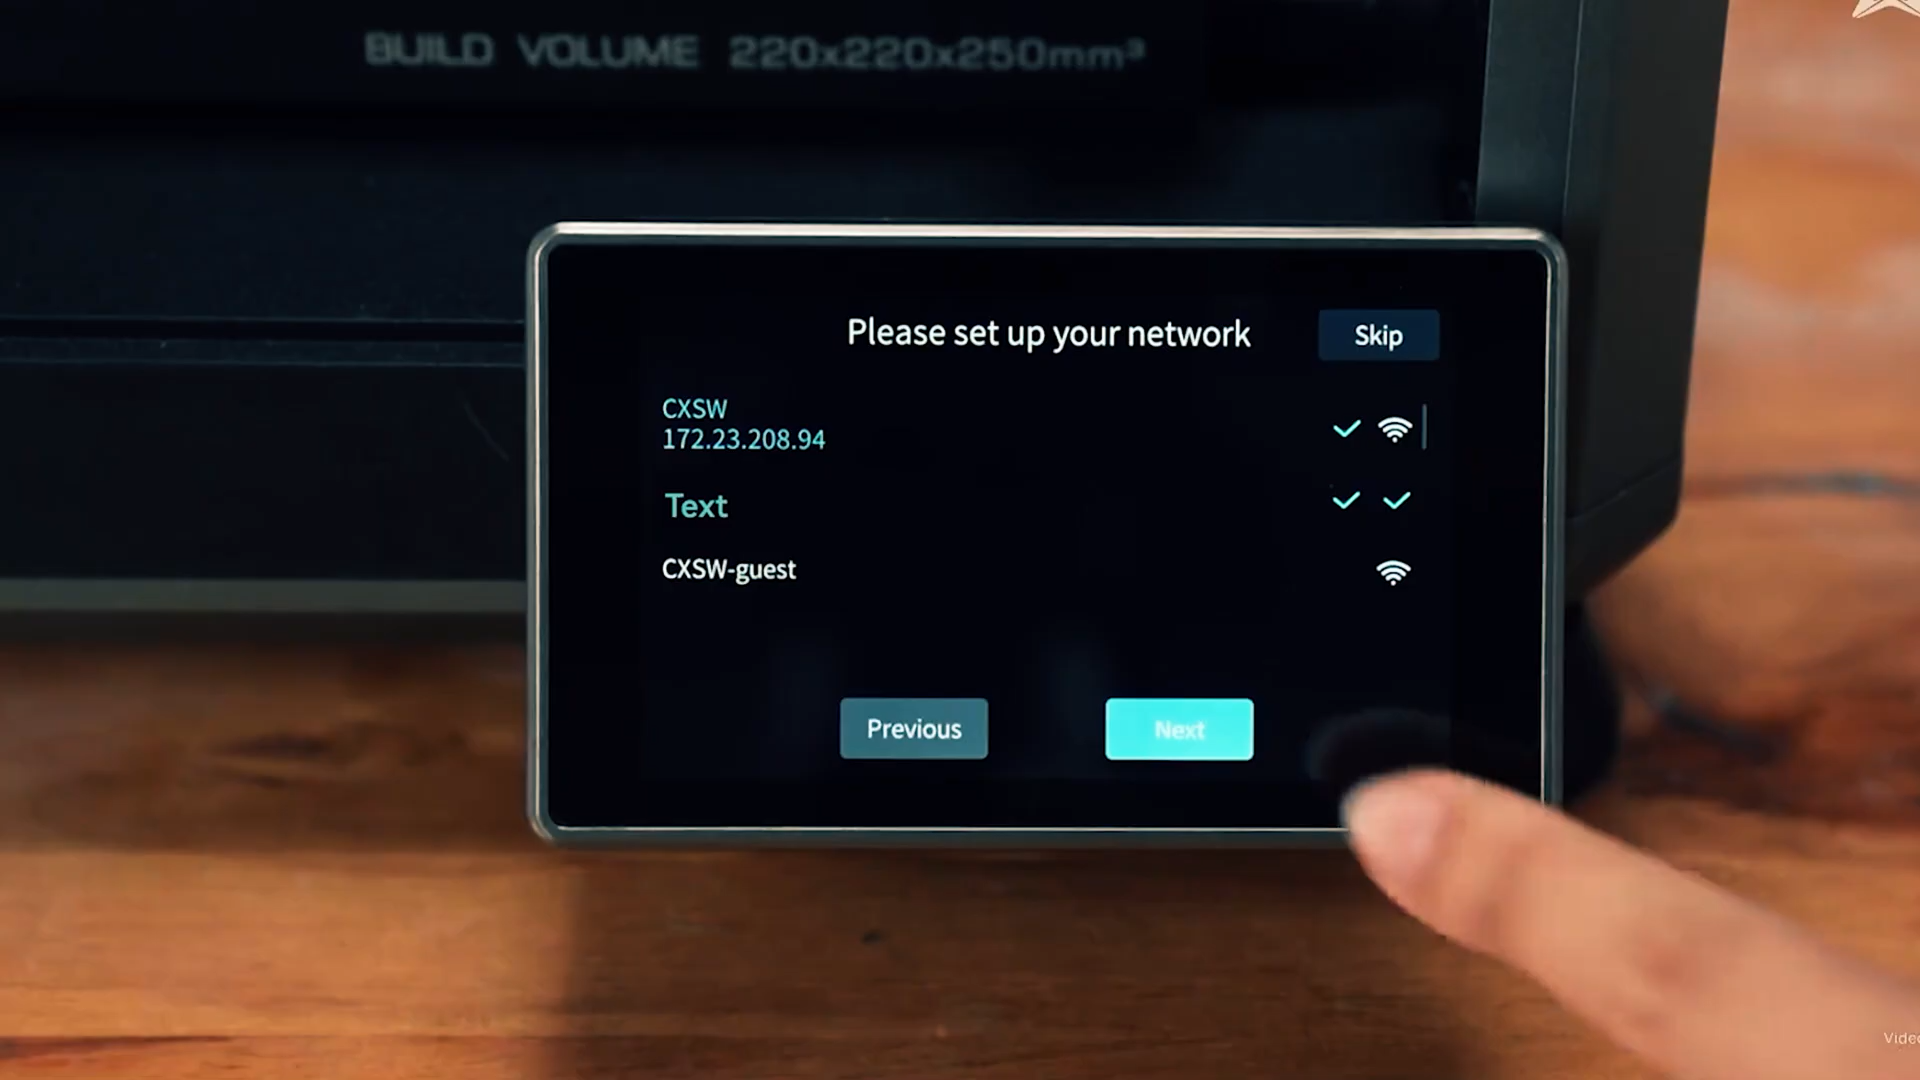 BUILD VOLUME 220x220x250mm³
Please set up your network
Skip
CXSW
172.23.208.94
Text
CXSW-guest
Previous
Next